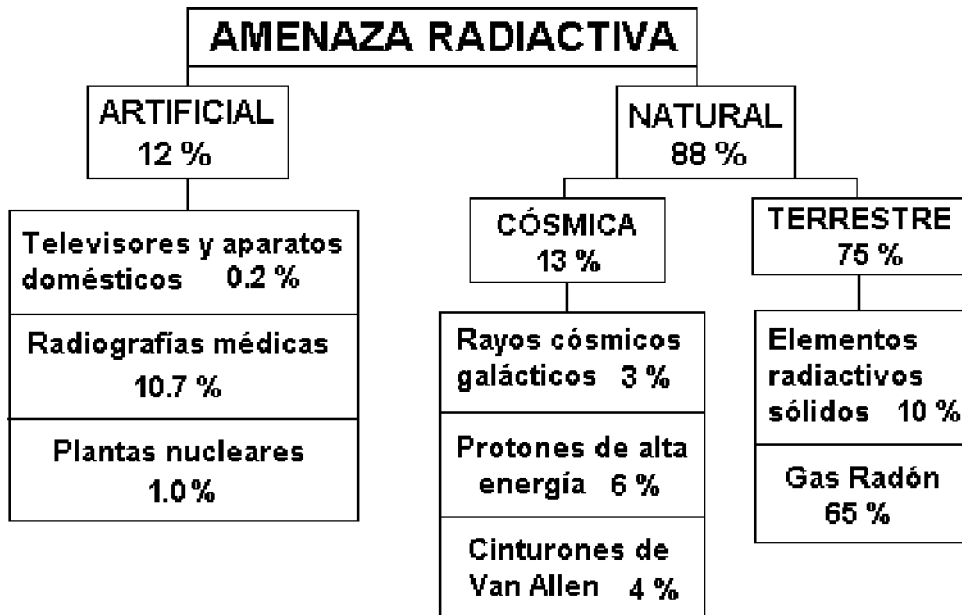 AMENAZA RADIACTIVA
ARTIFICIAL
12 %
Televisores y aparatos
domésticos 0.2 %
Radiografías médicas
10.7 %
Plantas nucleares
1.0 %
NATURAL
88 %
CÓSMICA
13 %
Rayos cósmicos
galácticos 3 %
Protones de alta
energía 6 %
Cinturones de
Van Allen 4 %
TERRESTRE
75 %
Elementos
radiactivos
sólidos 10 %
Gas Radón
65 %